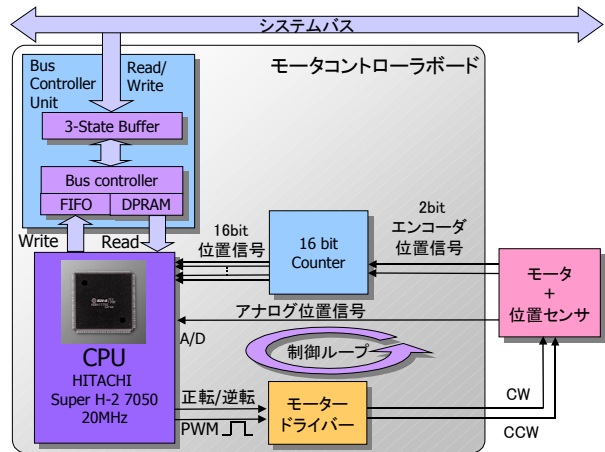 システムバス
Bus
Controller
Unit
Read/
Write
モータコントローラボード
3-State Buffer
Bus controller
FIFO
DPRAM
Write
Read
16bit
位置信号
16 bit
Counter
2bit
エンコーダ
位置信号
モータ
+
位置センサ
アナログ位置信号
A/D
制御ループ
CPU
HITACHI
Super H-2 7050
20MHz
正転/逆転
PWM
モーター
ドライバー
CW
CCW